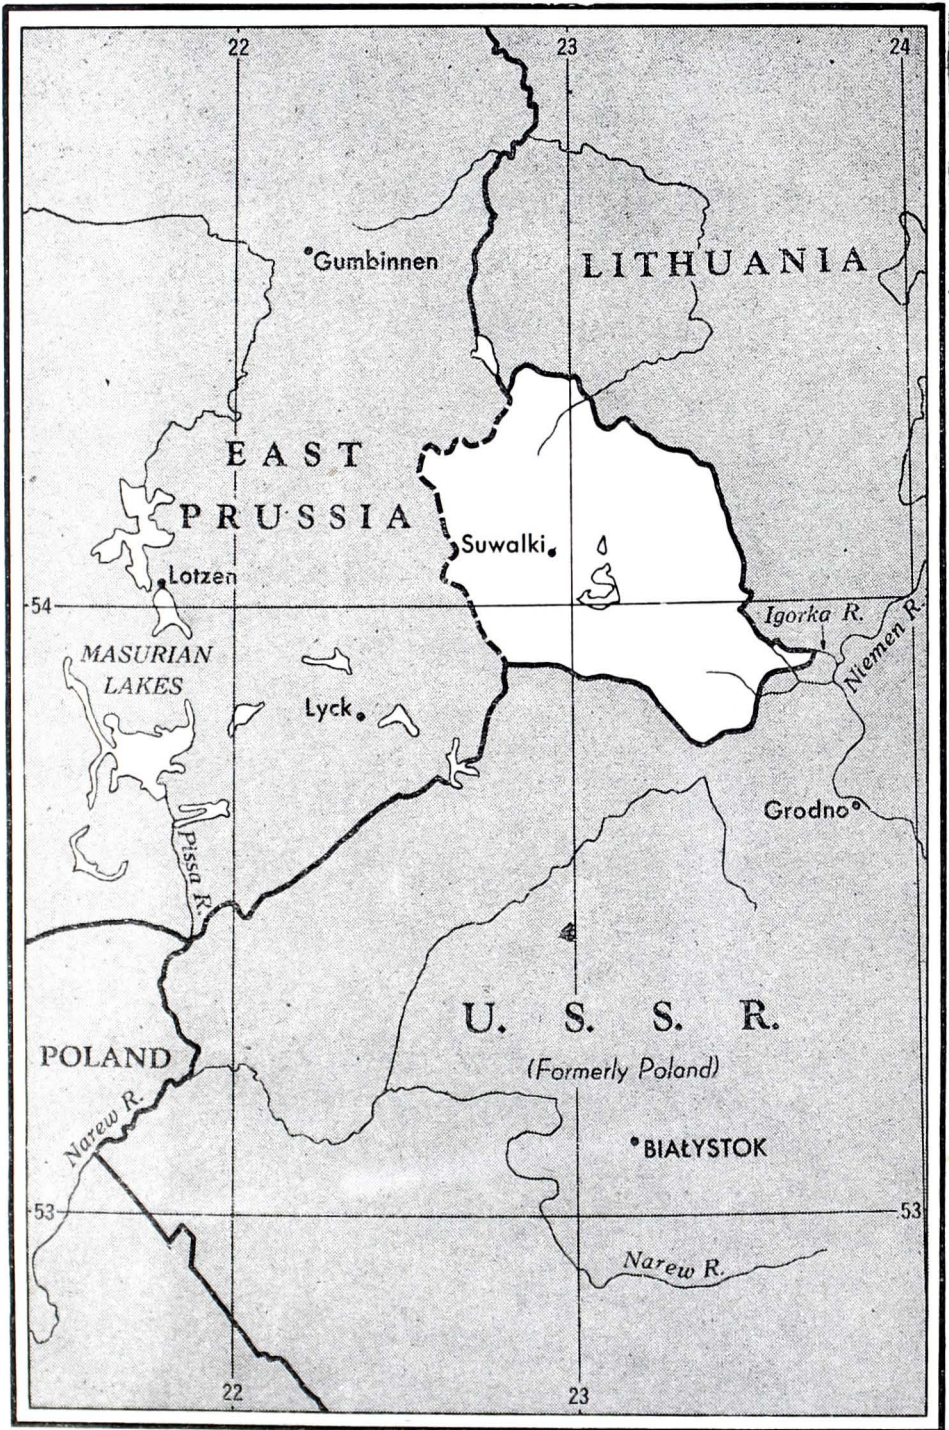 22
23
24
Gumbinnen
LITHUANIA
EAST
PRUSSIA
Suwalki
Lotzen
54
Igorka R.
Niemen R.
MASURIAN
LAKES
Lyck
Grodno
Pissa R.
U. S. S. R.
(Formerly Poland)
POLAND
Narew R.
BIAŁYSTOK
53
53
Narew R.
22
23